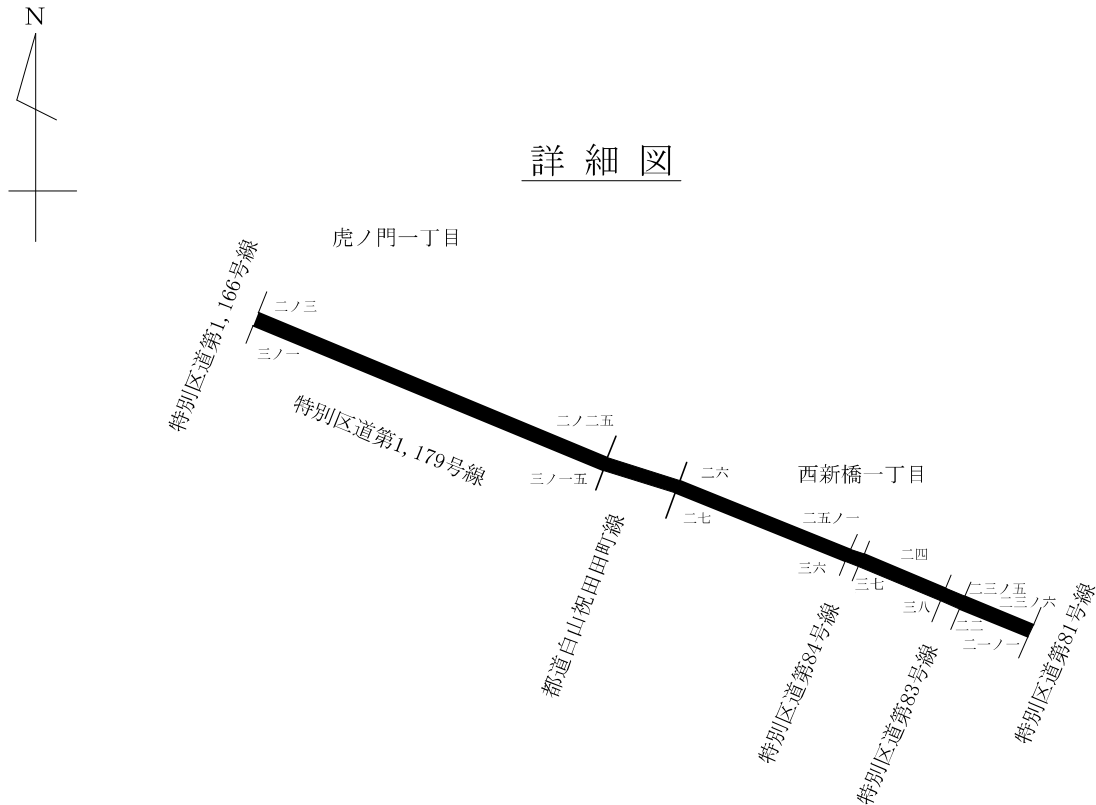 N
詳細図
虎ノ門一丁目
特別区道第1,166号線
二ノ三
三ノ一
特別区道第1,179号線
二ノ二五
三ノ一五
都道白山祝田田町線
二六
二七
西新橋一丁目
二五ノ一
三六
三七
特別区道第84号線
二四
三八
特別区道第83号線
二三ノ五
二三ノ六
二二
二一ノ一
特別区道第81号線